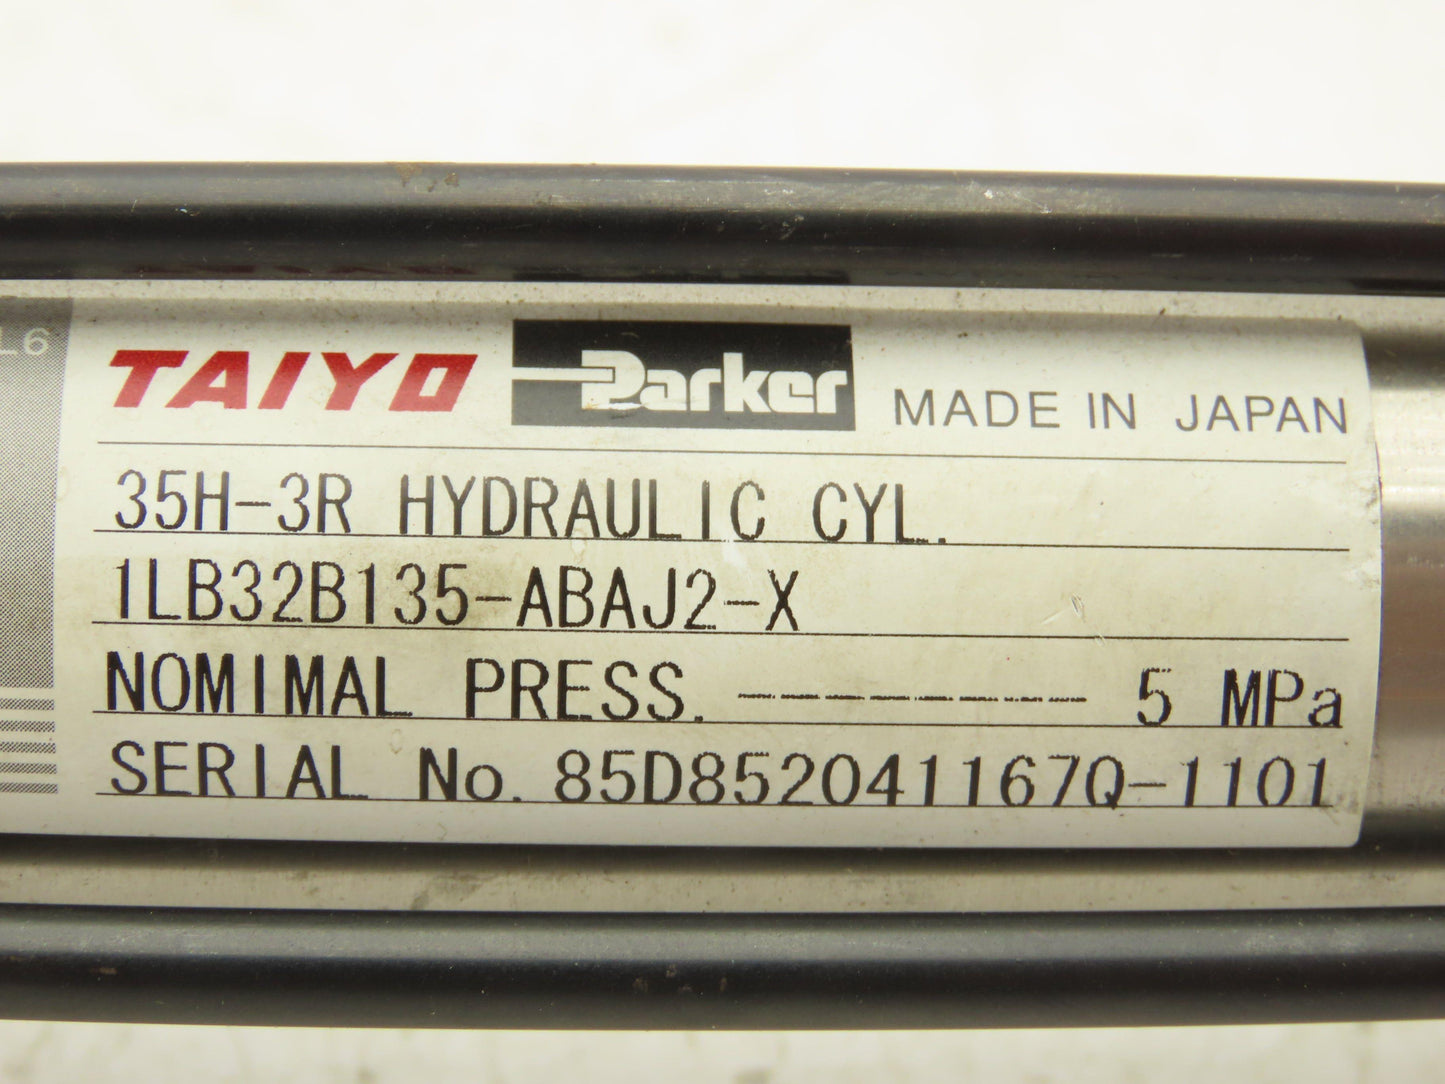 L6
TAIYO Parker MADE IN JAPAN
35H-3R HYDRAULIC CYL.
1LB32B135-ABAJ2-X
NOMIMAL PRESS. ---------- 5 MPa
SERIAL No. 85D852041167Q-1101